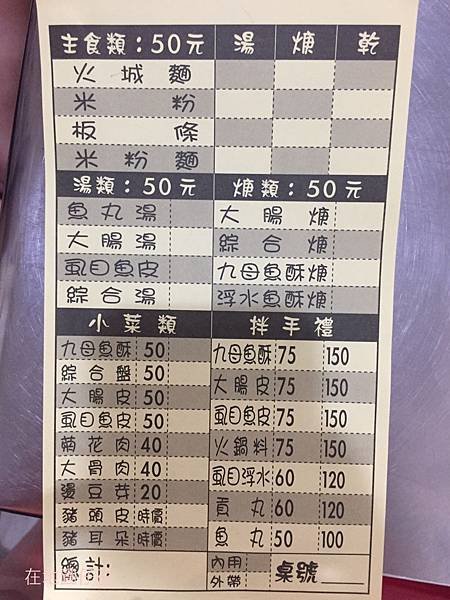 主食類：50元 湯 焿 乾
火城麵
米粉
板條
米粉麵
湯類：50元
魚丸湯
大腸湯
虱目魚皮
綜合湯
焿類：50元
大腸焿
綜合焿
九母魚酥焿
浮水魚酥焿
小菜類
九母魚酥 50
綜合盤 50
大腸皮 50
虱目魚皮 50
菊花肉 40
大骨肉 40
燙豆芽 20
豬頭皮 時價
豬耳朵 時價
拌手禮
九母魚酥 75 150
大腸皮 75 150
虱目魚皮 75 150
火鍋料 75 150
虱目浮水 60 120
貢丸 60 120
魚丸 50 100
總計:
內用
外帶
桌號
在